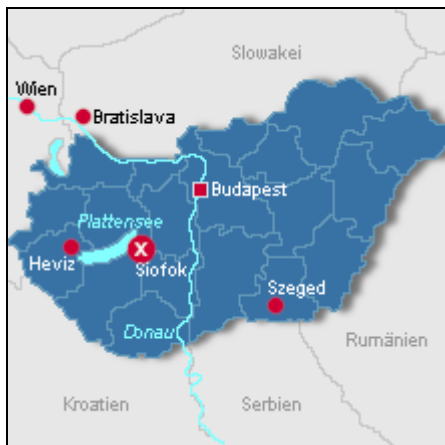 Slowakei
Wien
Bratislava
Budapest
Plattensee
X
Heviz
Siofok
Szeged
Donau
Rumänien
Kroatien
Serbien